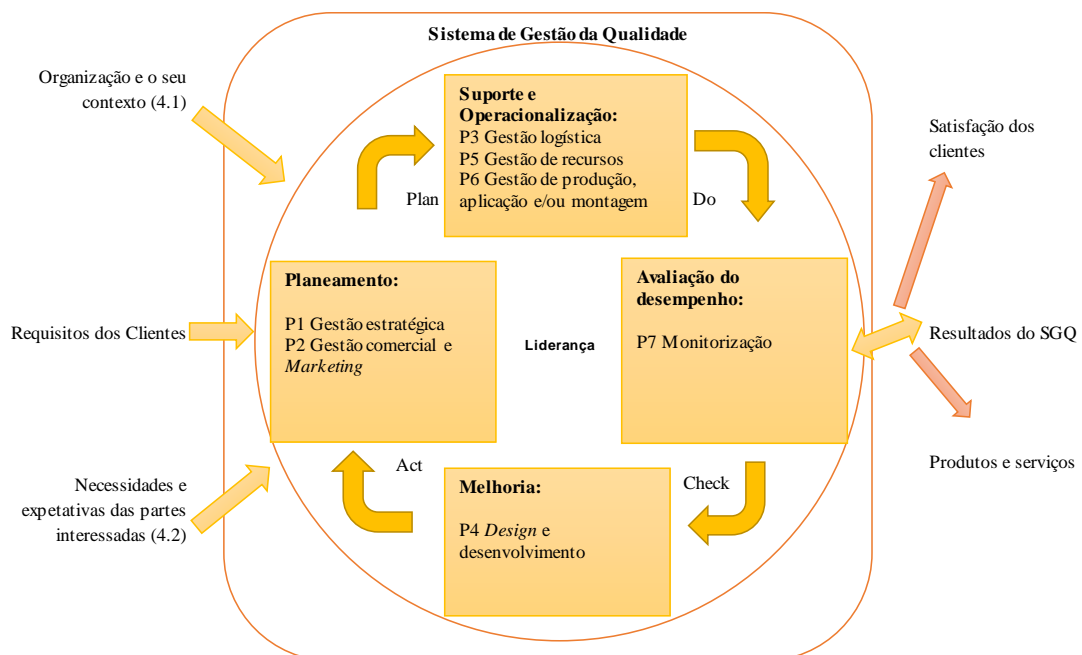 Sistema de Gestão da Qualidade
Organização e o seu
contexto (4.1)
Requisitos dos Clientes
Necessidades e
expetativas das partes
interessadas (4.2)
Suporte e
Operacionalização:
P3 Gestão logística
P5 Gestão de recursos
P6 Gestão de produção,
aplicação e/ou montagem
Plan
Do
Planeamento:
P1 Gestão estratégica
P2 Gestão comercial e
Marketing
Liderança
Avaliação do
desempenho:
P7 Monitorização
Act
Check
Melhoria:
P4 Design e
desenvolvimento
Satisfação dos
clientes
Resultados do SGQ
Produtos e serviços